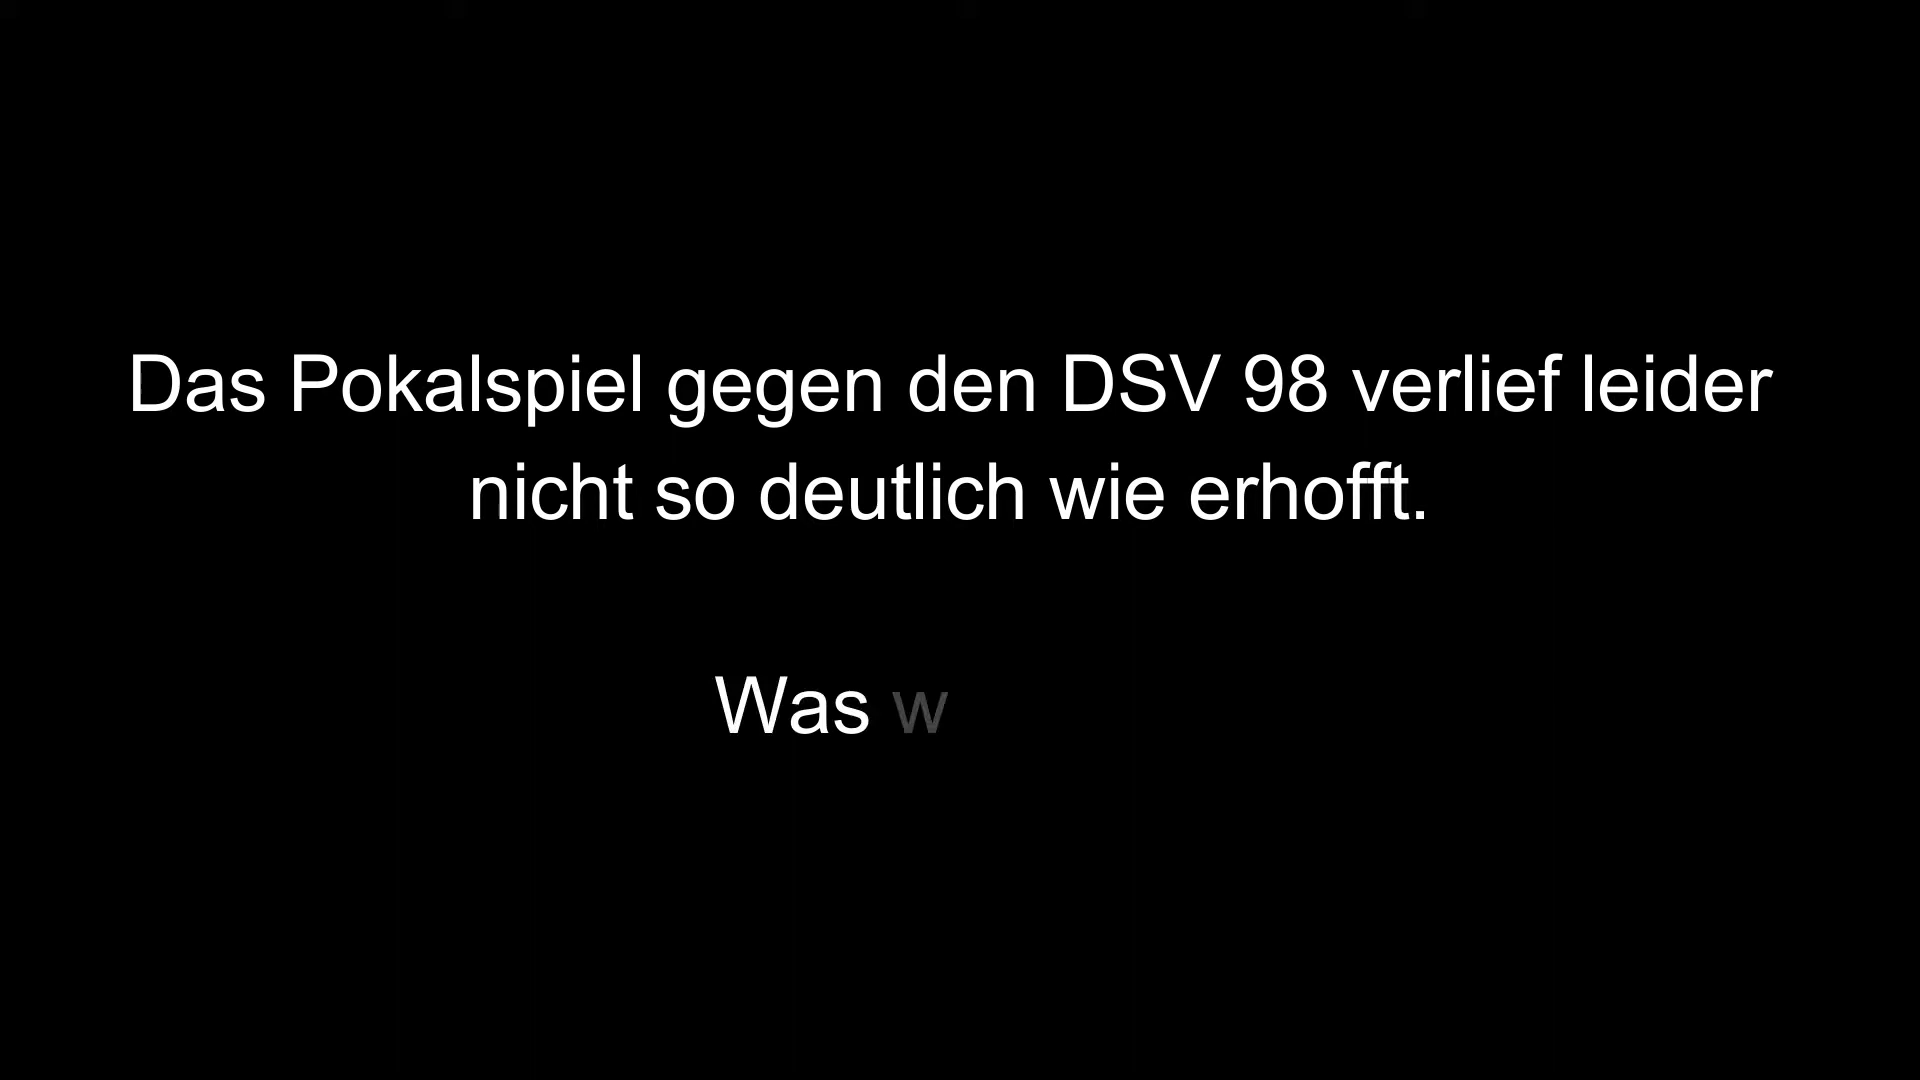 Das Pokalspiel gegen den DSV 98 verlief leider
nicht so deutlich wie erhofft.
Was w